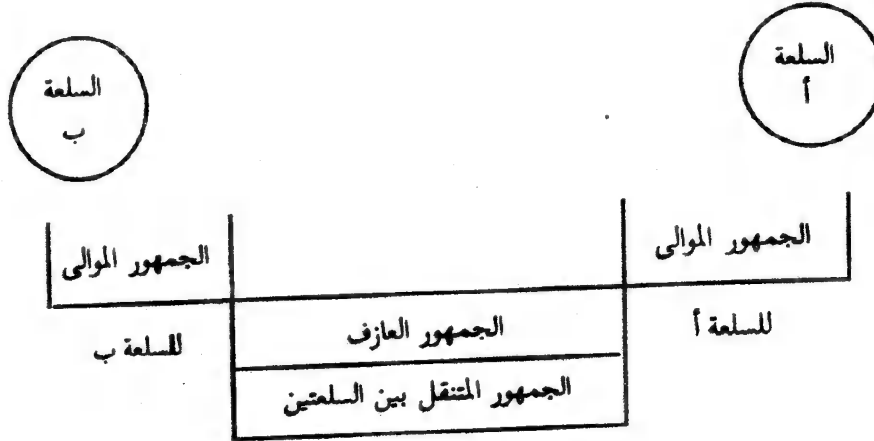 السلعة
أ
السلعة
ب
الجمهور الموالى
الجمهور الموالى
للسلعة أ
الجمهور العازف
للسلعة ب
الجمهور المتنقل بين السلعتين